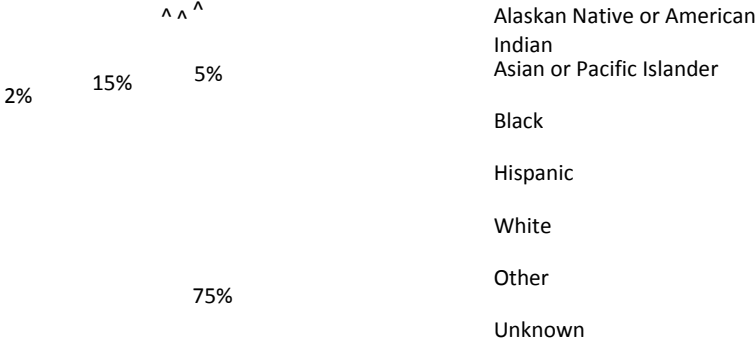 ^ ^ ^
2%
15%
5%
75%
Alaskan Native or American
Indian
Asian or Pacific Islander
Black
Hispanic
White
Other
Unknown